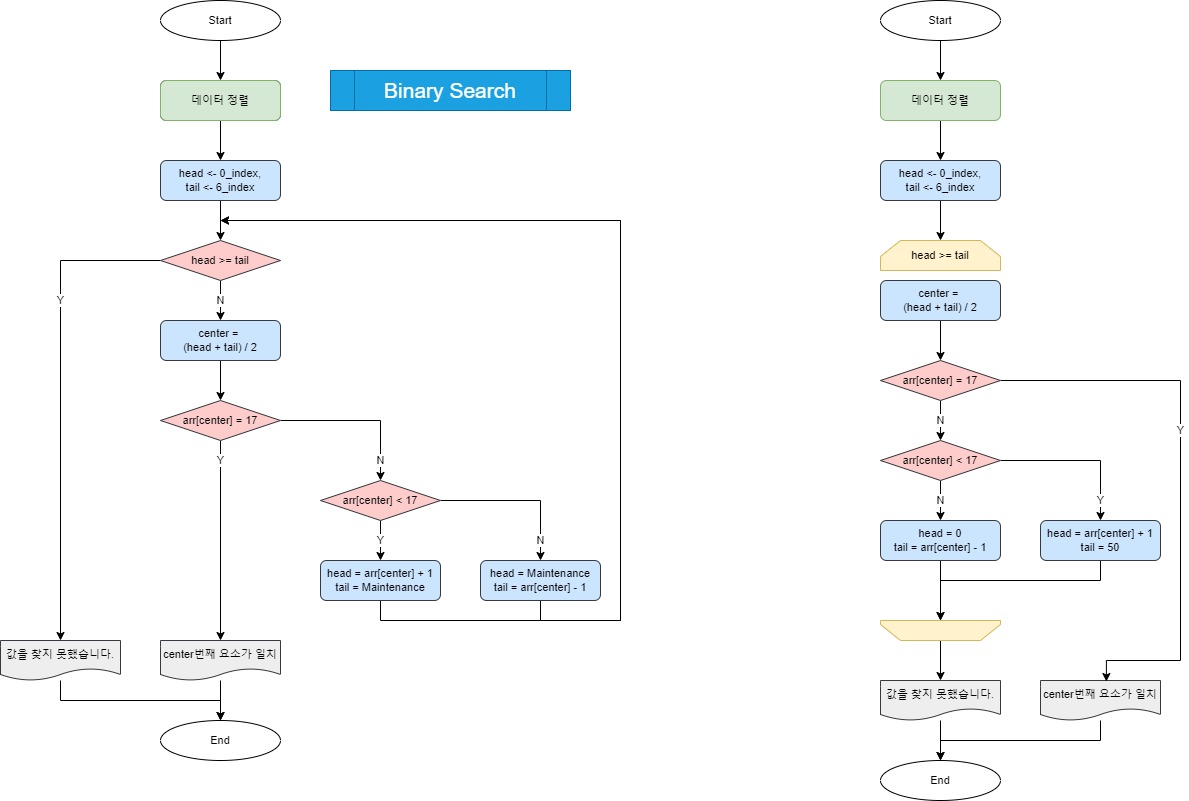 Start
데이터 정렬
Binary Search
head <- 0_index,
tail <- 6_index
head >= tail
Y
N
center =
(head + tail) / 2
arr[center] = 17
N
Y
arr[center] < 17
Y
N
head = arr[center] + 1
tail = Maintenance
head = Maintenance
tail = arr[center] - 1
값을 찾지 못했습니다.
center번째 요소가 일치
End
Start
데이터 정렬
head <- 0_index,
tail <- 6_index
head >= tail
center =
(head + tail) / 2
arr[center] = 17
N
Y
arr[center] < 17
N
Y
head = 0
tail = arr[center] - 1
head = arr[center] + 1
tail = 50
값을 찾지 못했습니다.
center번째 요소가 일치
End